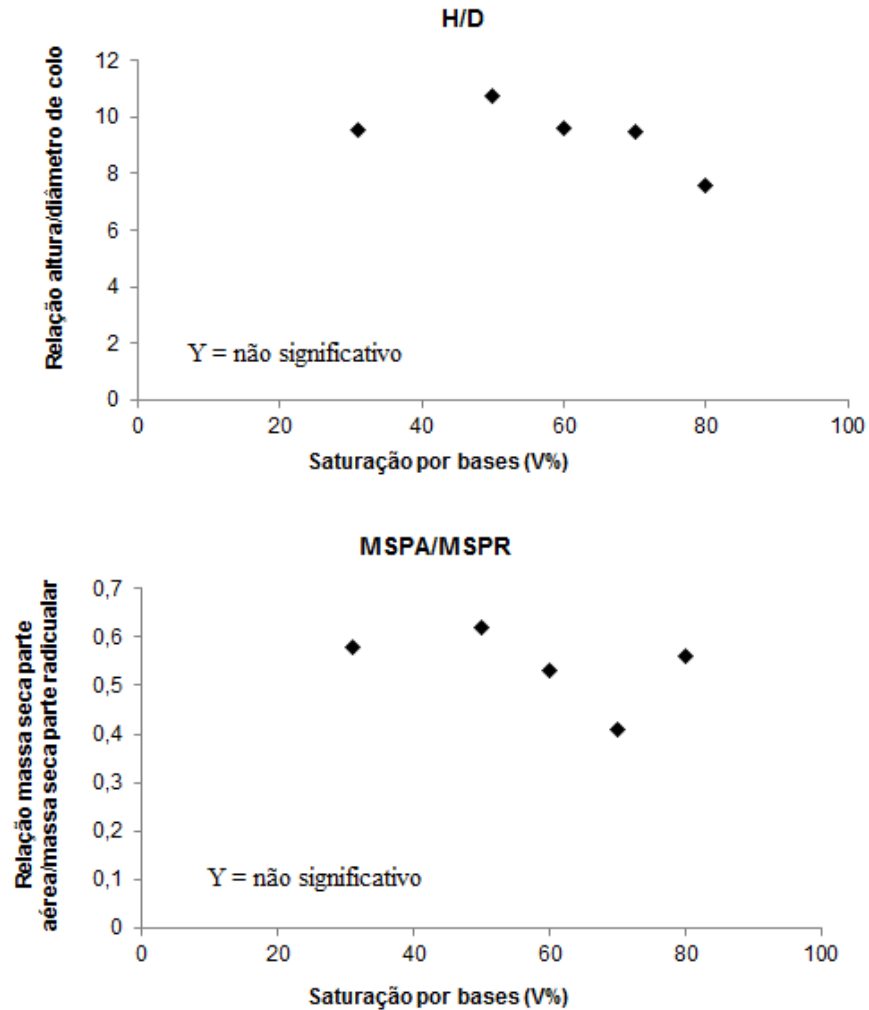 H/D
Relação altura/diâmetro de colo
12
10
8
6
4
2
0
Y = não significativo
0 20 40 60 80 100
Saturação por bases (V%)
MSPA/MSPR
Relação massa seca parte
aérea/massa seca parte radicualar
0,7
0,6
0,5
0,4
0,3
0,2
0,1
0
Y = não significativo
0 20 40 60 80 100
Saturação por bases (V%)